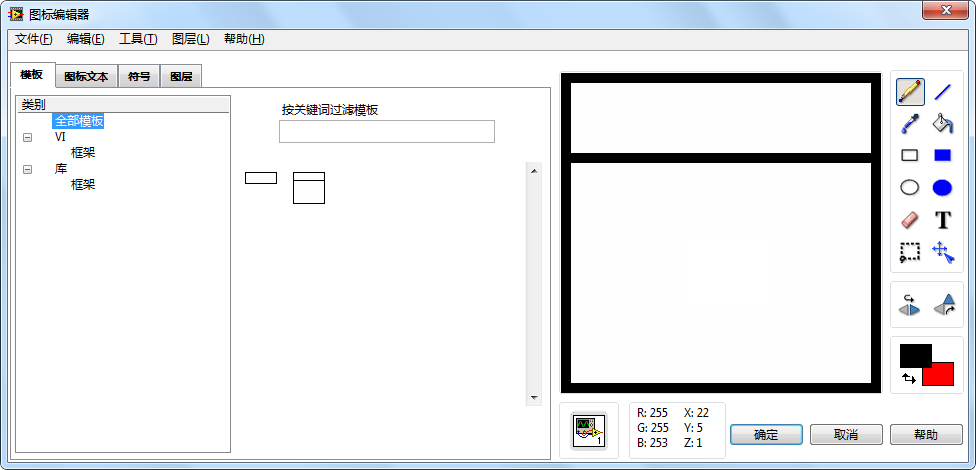 图标编辑器
文件(F) 编辑(E) 工具(T) 图层(L) 帮助(H)
模板 图标文本 符号 图层
类别
全部模板
VI
框架
库
框架
按关键词过滤模板
T
1
R: 255 X: 22
G: 255 Y: 5
B: 253 Z: 1
确定 取消 帮助